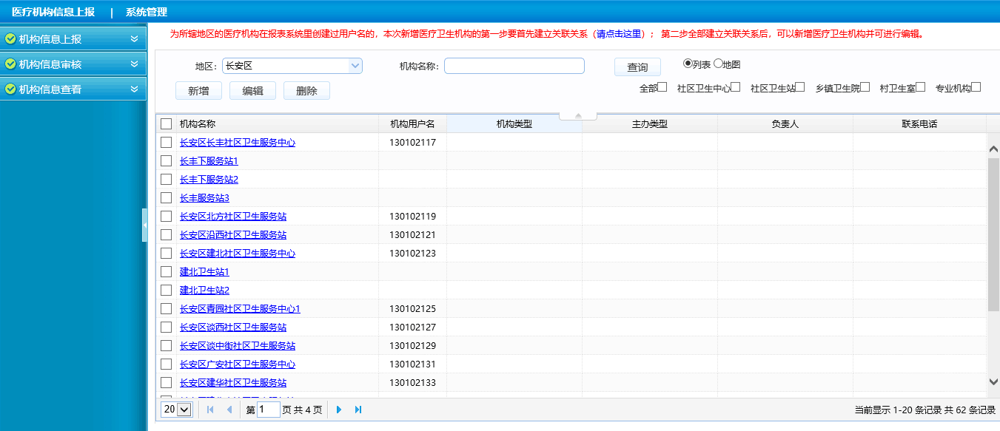 医疗机构信息上报 | 系统管理
机构信息上报
机构信息审核
机构信息查看
为所辖地区的医疗机构在报表系统里创建过用户名的，本次新增医疗卫生机构的第一步要首先建立关联关系（请点击这里）； 第二步全部建立关联关系后，可以新增医疗卫生机构并可进行编辑。
地区： 长安区 机构名称： 查询 列表 地图
新增 编辑 删除 全部 社区卫生中心 社区卫生站 乡镇卫生院 村卫生室 专业机构
机构名称 机构用户名 机构类型 主办类型 负责人 联系电话
长安区长丰社区卫生服务中心 130102117
长丰下服务站1
长丰下服务站2
长丰服务站3
长安区北方社区卫生服务站 130102119
长安区沿西社区卫生服务站 130102121
长安区建北社区卫生服务中心 130102123
建北卫生站1
建北卫生站2
长安区青园社区卫生服务中心1 130102125
长安区谈西社区卫生服务站 130102127
长安区谈中街社区卫生服务站 130102129
长安区广安社区卫生服务中心 130102131
长安区建华社区卫生服务站 130102133
20 第 1 页 共 4 页 当前显示 1-20 条记录 共 62 条记录